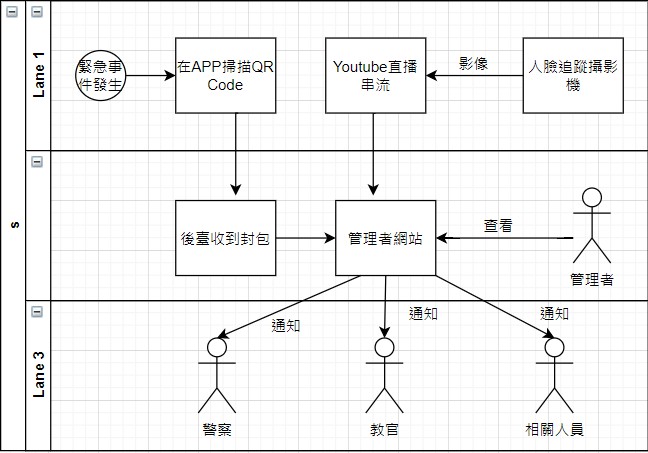 s
Lane 1
緊急事
件發生
在APP掃描QR
Code
Youtube直播
串流
影像
人臉追蹤攝影
機
後臺收到封包
管理者網站
查看
管理者
Lane 3
通知
通知
通知
警察
教官
相關人員